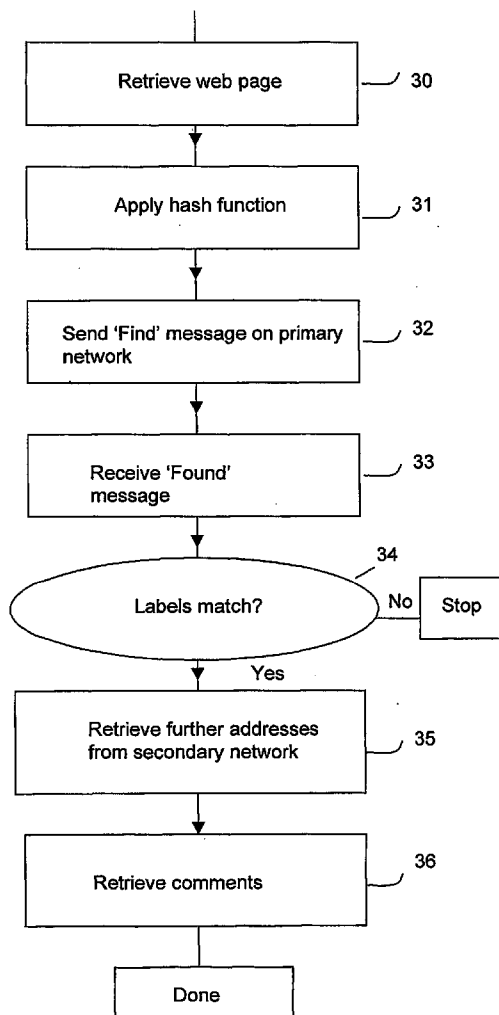 Retrieve web page
30
Apply hash function
31
Send ‘Find’ message on primary
network
32
Receive ‘Found’
message
33
34
Labels match?
No
Stop
Yes
Retrieve further addresses
from secondary network
35
Retrieve comments
36
Done